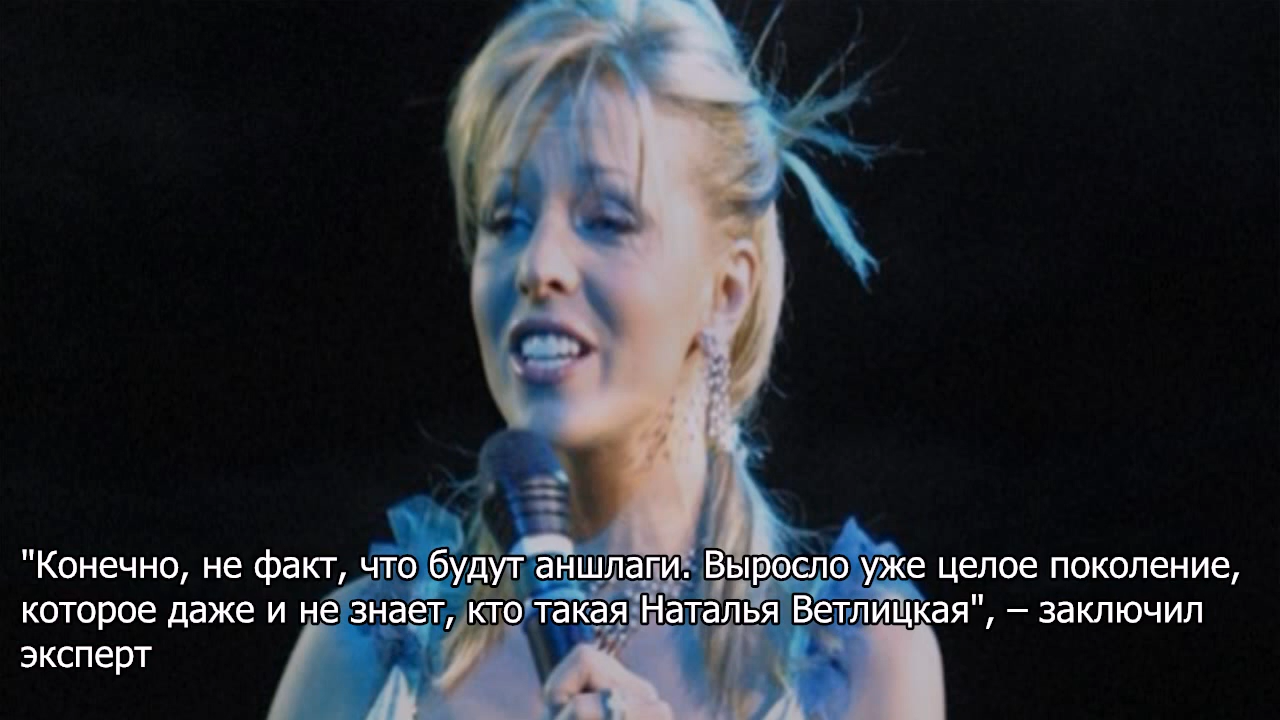 "Конечно, не факт, что будут аншлаги. Выросло уже целое поколение,
которое даже и не знает, кто такая Наталья Ветлицкая", – заключил
эксперт